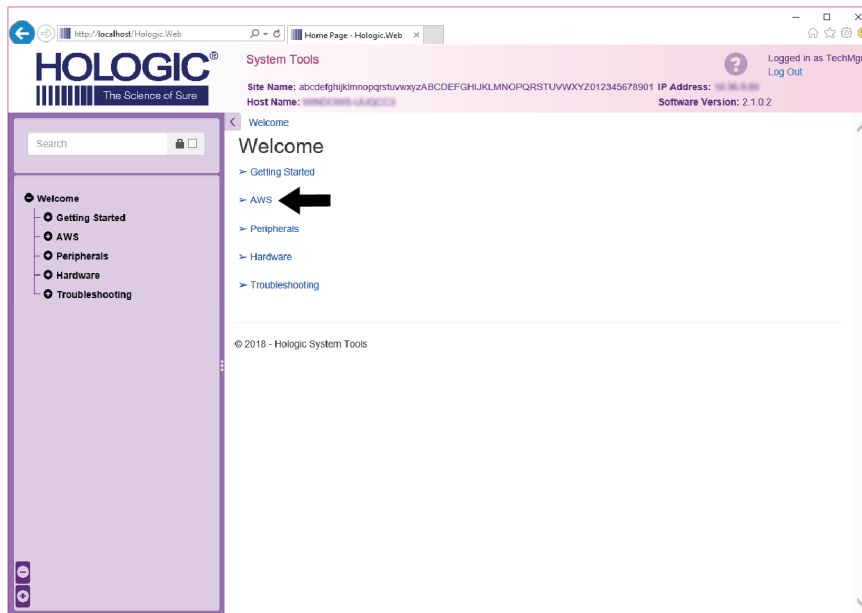 http://localhost/Hologic.Web
Home Page - Hologic.Web
HOLOGIC®
The Science of Sure
System Tools
Logged in as TechMgr
Log Out
Site Name: abcdefghijklmnopqrstuvwxyzABCDEFGHIJKLMNOPQRSTUVWXYZ012345678901 IP Address:
Host Name:
Software Version: 2.1.0.2
Search
Welcome
Welcome
Getting Started
AWS
Peripherals
Hardware
Troubleshooting
© 2018 - Hologic System Tools
Welcome
Getting Started
AWS
Peripherals
Hardware
Troubleshooting